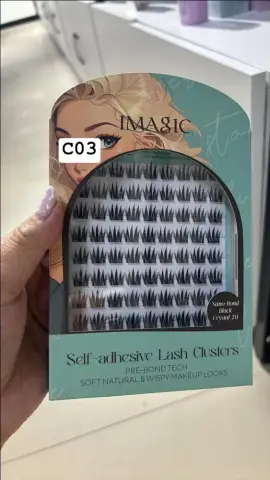 IMAGIC
C03
Nano Bond
Black
Self-adhesive Lash Clusters
PRE-BOND TECH
SOFT NATURAL & WISPY MAKEUP LOOKS